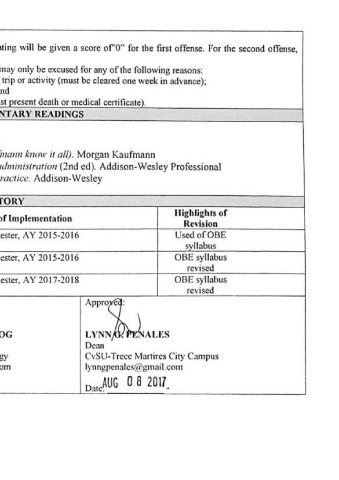 ting will be given a score of"0" for the first offense. For the second offense,
may only be excused for any of the following reasons:
trip or activity (must be cleared one week in advance);
nd
st present death or medical certificate).
NTARY READINGS
mann know it all). Morgan Kaufmann
dministration (2nd ed). Addison-Wesley Professional
ractice. Addison-Wesley
TORY
of Implementation
Highlights of
Revision
ester, AY 2015-2016
Used of OBE
syllabus
ester, AY 2015-2016
OBE syllabus
revised
ester, AY 2017-2018
OBE syllabus
revised
Approved:
OG
LYNN G. PENALES
Dean
gy
CvSU-Trece Martires City Campus
om
lynngpenales@gmail.com
Date: AUG 08 2017